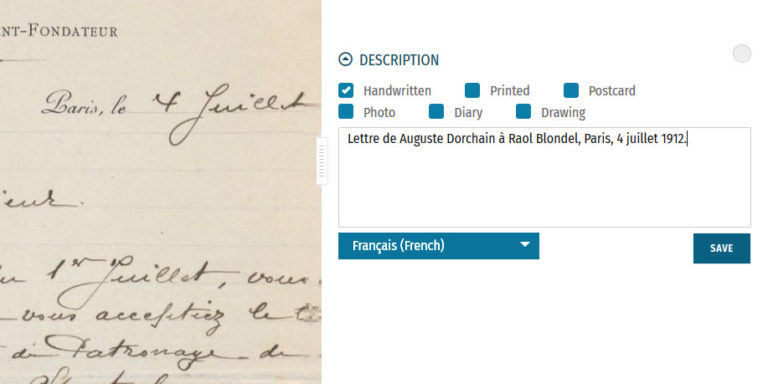 NT-FONDATEUR
DESCRIPTION
Paris, le 4 Juillet
Handwritten Printed Postcard
Photo Diary Drawing
Lettre de Auguste Dorchain à Raol Blondel, Paris, 4 juillet 1912.
ieur.
Français (French)
SAVE
1er Juillet, vous
vous acceptiez le
de Patronage de